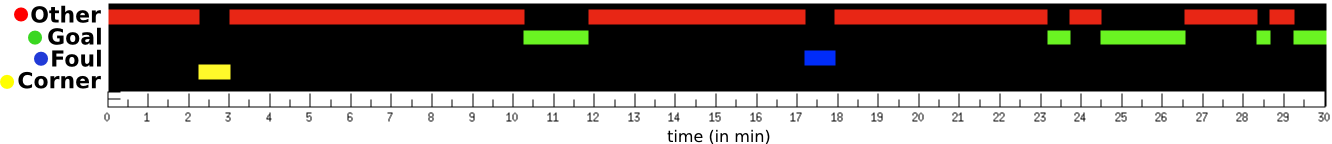 Other
Goal
Foul
Corner
0 1 2 3 4 5 6 7 8 9 10 11 12 13 14 15 16 17 18 19 20 21 22 23 24 25 26 27 28 29 30
time (in min)